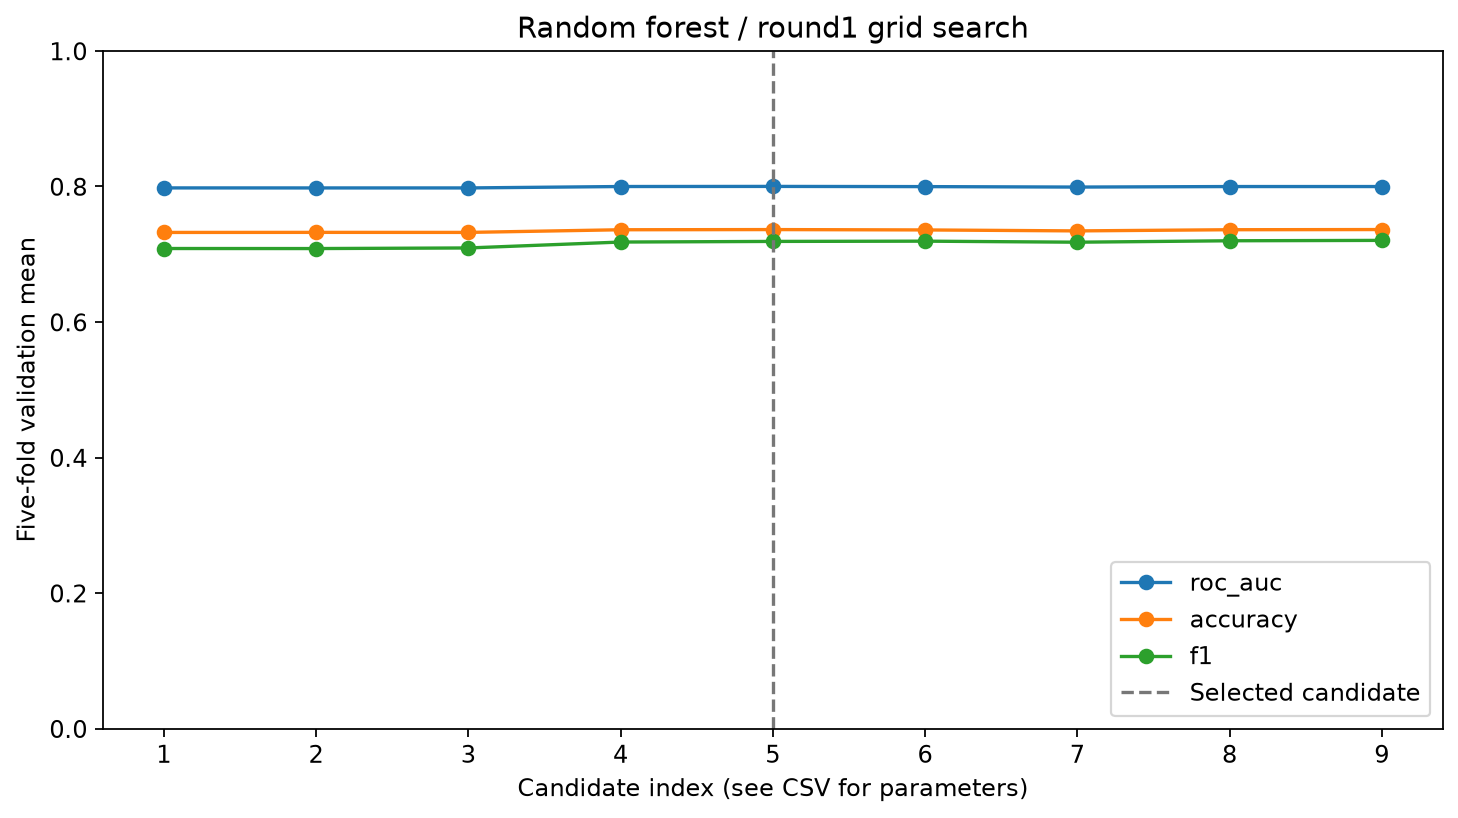 Random forest / round1 grid search
1.0
0.8
0.6
0.4
0.2
0.0
Five-fold validation mean
roc_auc
accuracy
f1
Selected candidate
1 2 3 4 5 6 7 8 9
Candidate index (see CSV for parameters)